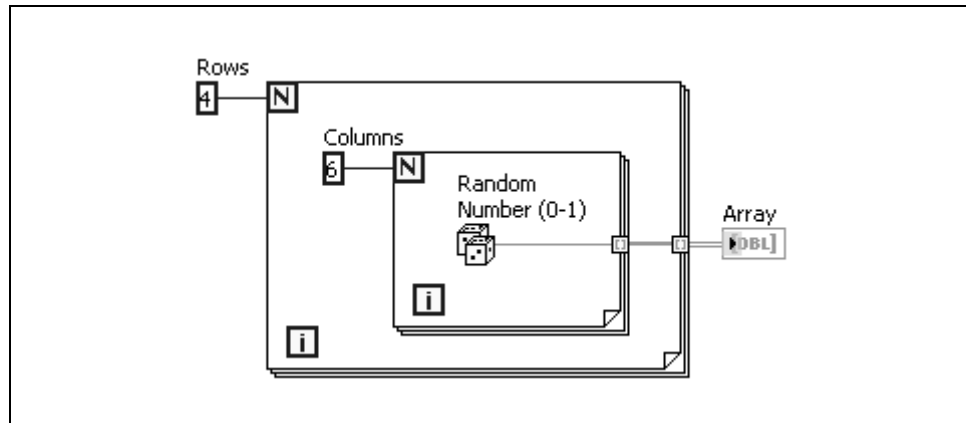 Rows
4
N
Columns
6
N
Random
Number (0-1)
Array
[DBL]
i
i